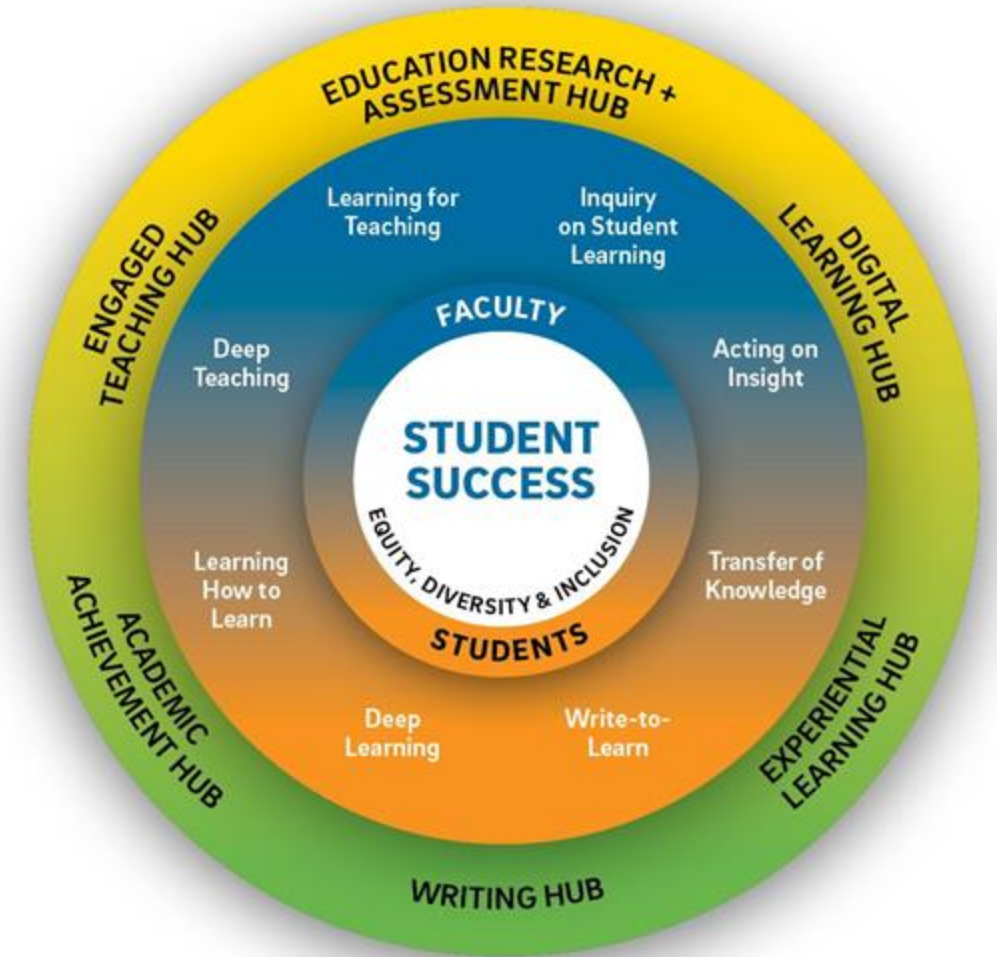 EDUCATION RESEARCH +
ASSESSMENT HUB
ENGAGED
TEACHING HUB
DIGITAL
LEARNING HUB
Learning for
Teaching
Inquiry
on Student
Learning
FACULTY
Deep
Teaching
Acting on
Insight
STUDENT
SUCCESS
EQUITY, DIVERSITY & INCLUSION
STUDENTS
Learning
How to
Learn
Transfer of
Knowledge
Deep
Learning
Write-to-
Learn
ACADEMIC
ACHIEVEMENT HUB
EXPERIENTIAL
LEARNING HUB
WRITING HUB